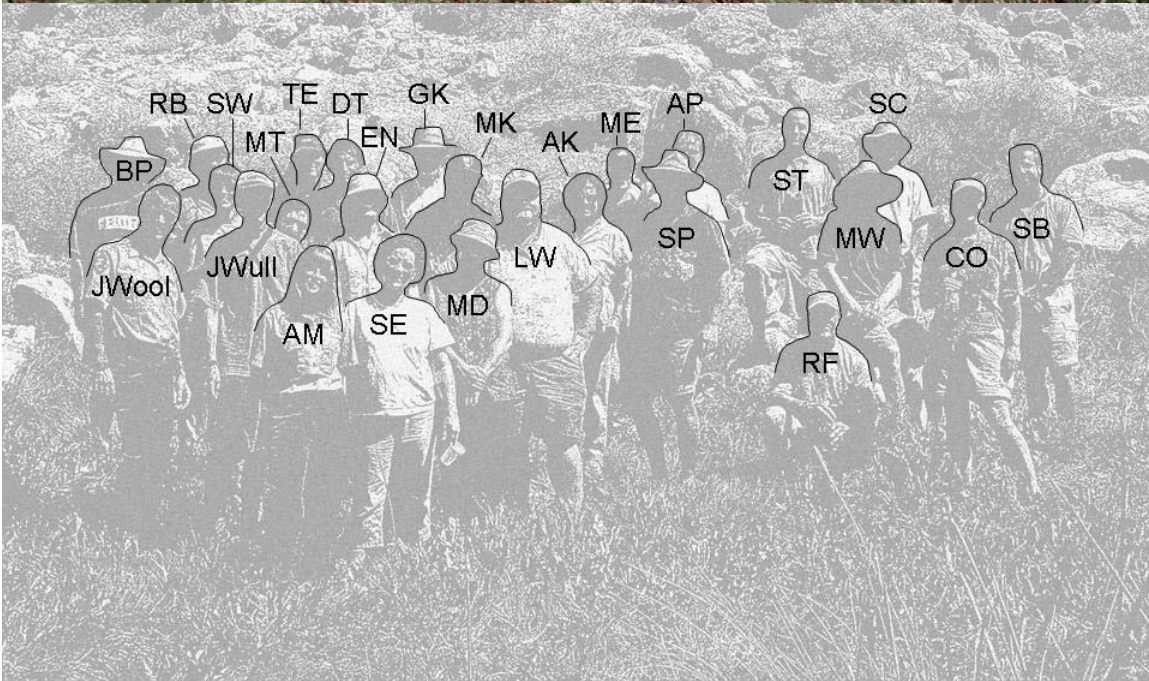 RB SW TE DT GK
MT EN MK AK ME AP SC
BP ST
JWool JWull LW SP MW CO SB
AM SE MD RF